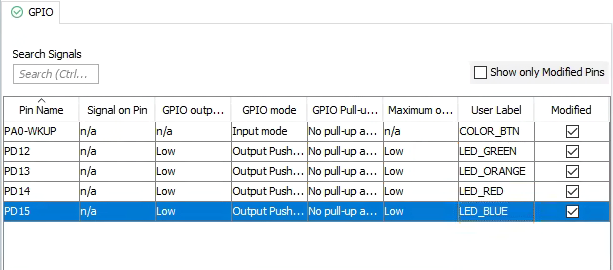 GPIO
Search Signals
Search (Ctrl...
Show only Modified Pins
Pin Name Signal on Pin GPIO outp... GPIO mode GPIO Pull-u... Maximum o... User Label Modified
PA0-WKUP n/a n/a Input mode No pull-up a... n/a COLOR_BTN
PD12 n/a Low Output Push... No pull-up a... Low LED_GREEN
PD13 n/a Low Output Push... No pull-up a... Low LED_ORANGE
PD14 n/a Low Output Push... No pull-up a... Low LED_RED
PD15 n/a Low Output Push... No pull-up a... Low LED_BLUE